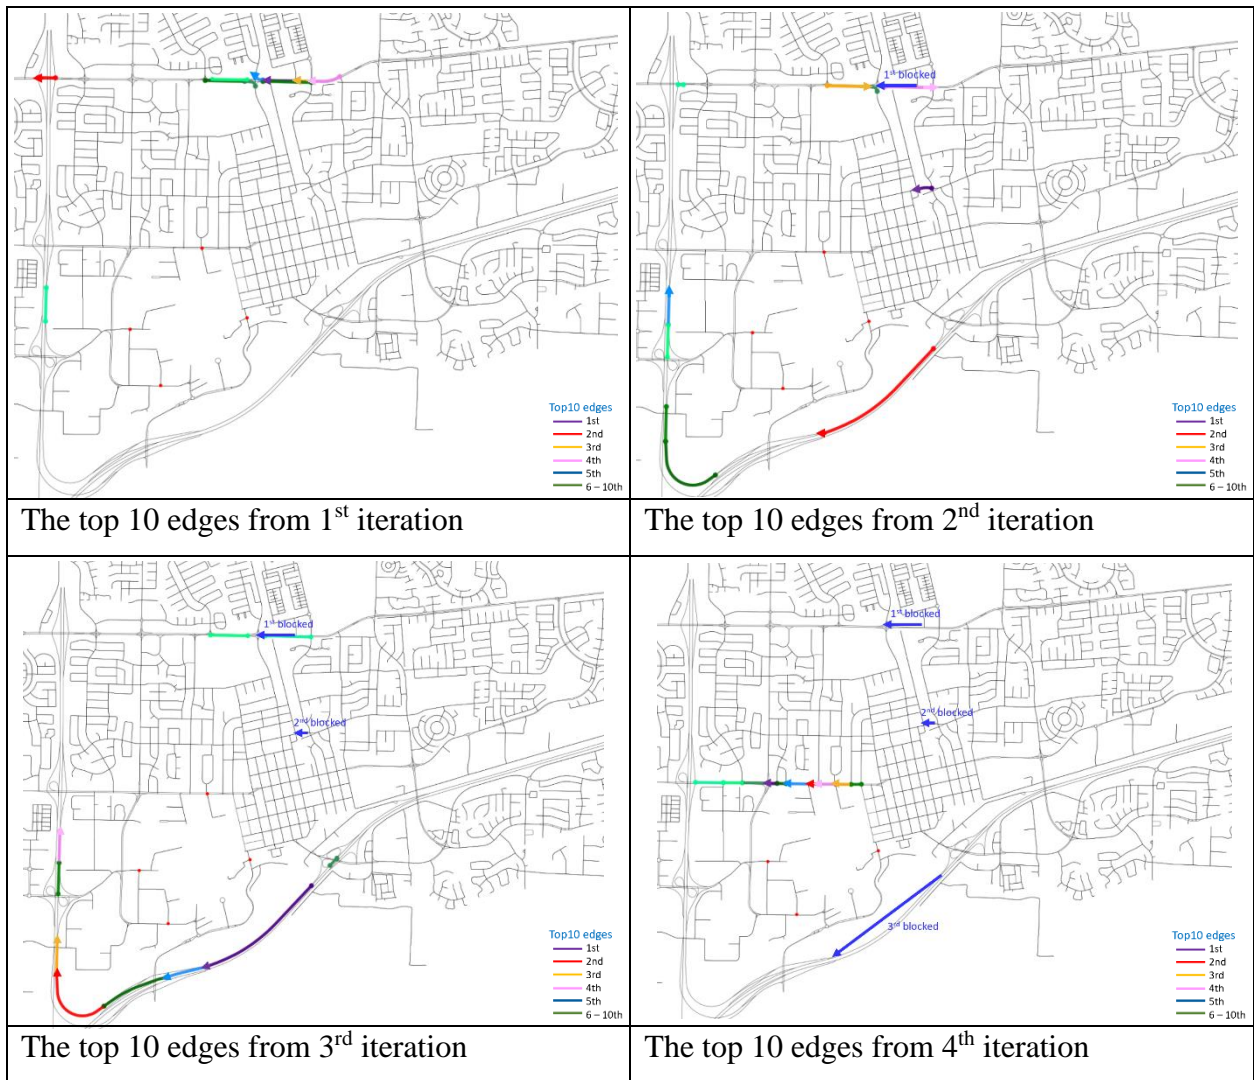 Top10 edges
1st
2nd
3rd
4th
5th
6 – 10th
The top 10 edges from 1st iteration
1st blocked
Top10 edges
1st
2nd
3rd
4th
5th
6 – 10th
The top 10 edges from 2nd iteration
1st blocked
2nd blocked
Top10 edges
1st
2nd
3rd
4th
5th
6 – 10th
The top 10 edges from 3rd iteration
1st blocked
2nd blocked
3rd blocked
Top10 edges
1st
2nd
3rd
4th
5th
6 – 10th
The top 10 edges from 4th iteration